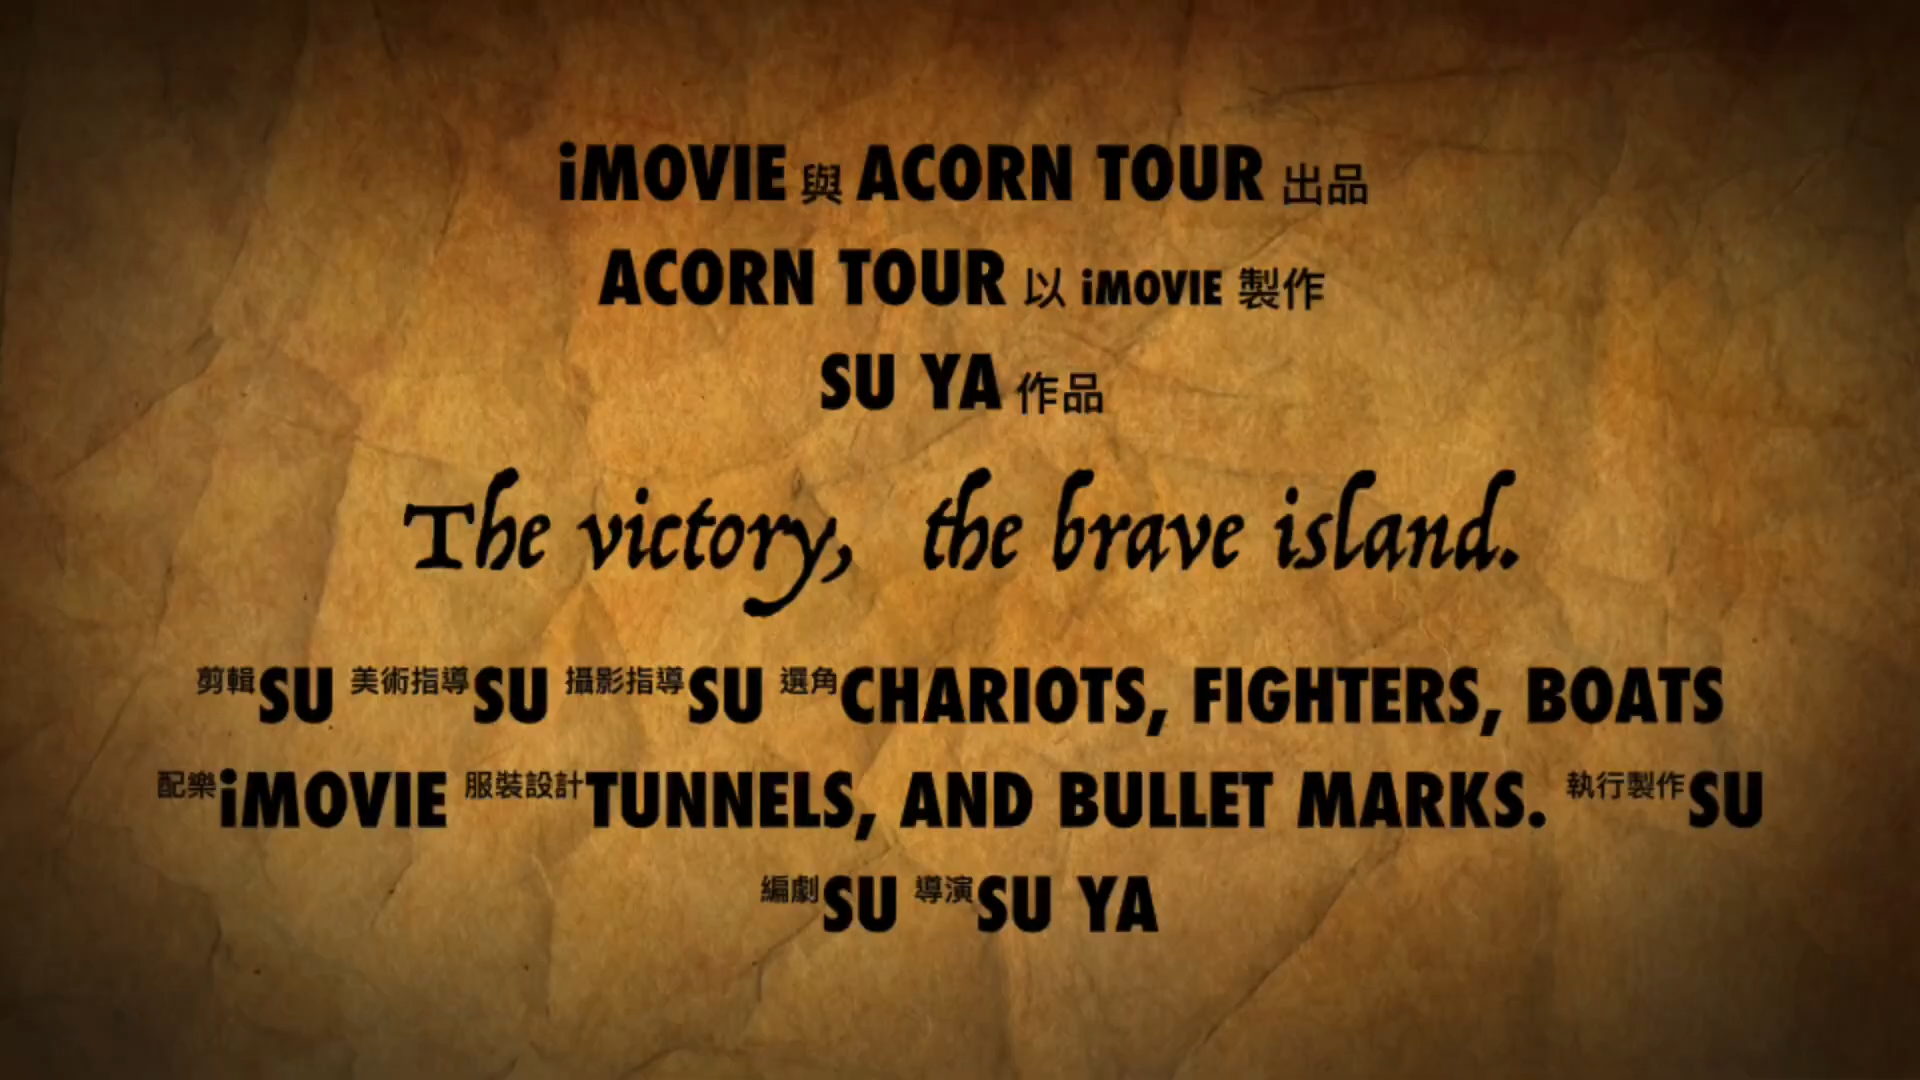 iMOVIE 與 ACORN TOUR 出品
ACORN TOUR 以 iMOVIE 製作
SU YA 作品
The victory, the brave island.
剪輯SU 美術指導SU 攝影指導SU 選角CHARIOTS, FIGHTERS, BOATS
配樂iMOVIE 服裝設計TUNNELS, AND BULLET MARKS. 執行製作SU
編劇SU 導演SU YA